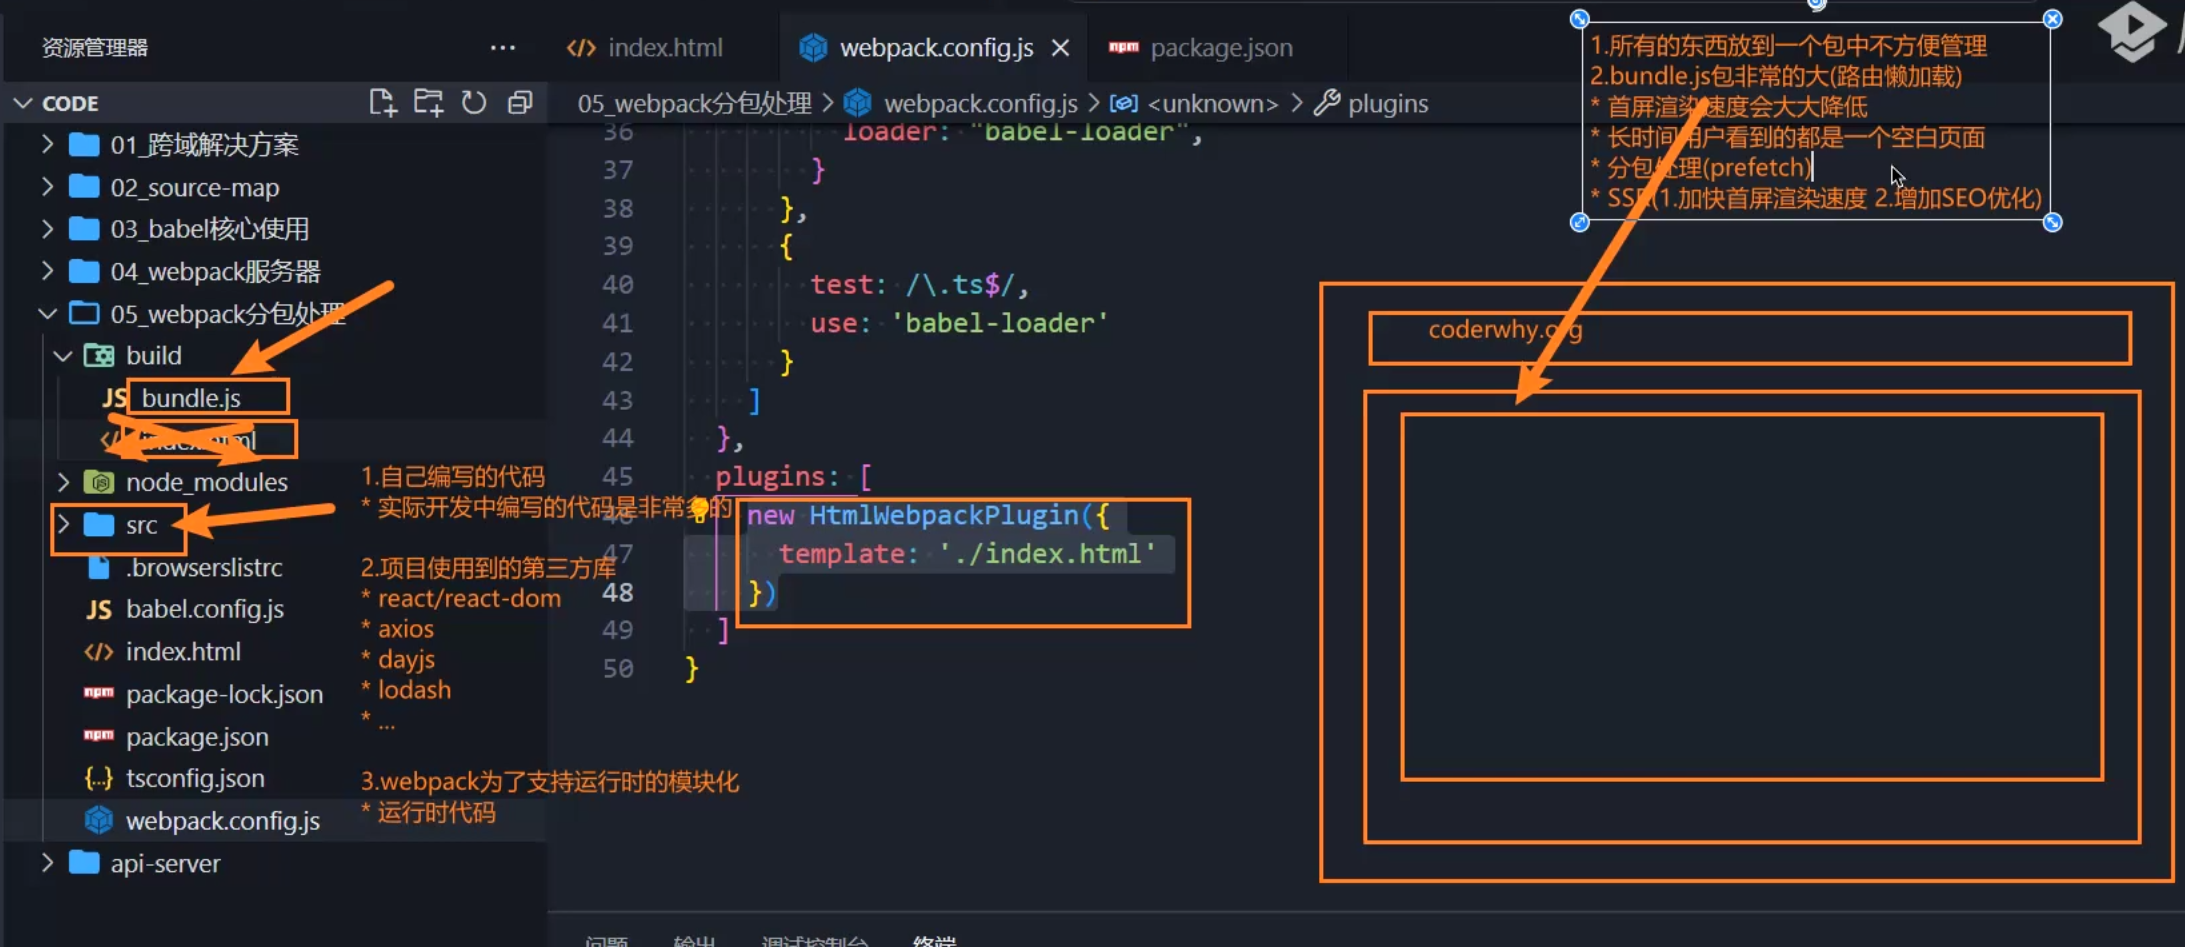 资源管理器
index.html
webpack.config.js
package.json
CODE
05_webpack分包处理 > webpack.config.js > <unknown> > plugins
01_跨域解决方案
02_source-map
03_babel核心使用
04_webpack服务器
05_webpack分包处理
build
JS bundle.js
index.html
node_modules
src
.browserslistrc
JS babel.config.js
</> index.html
npm package-lock.json
npm package.json
{..} tsconfig.json
webpack.config.js
api-server
1.自己编写的代码
* 实际开发中编写的代码是非常多的
2.项目使用到的第三方库
* react/react-dom
* axios
* dayjs
* lodash
* ...
3.webpack为了支持运行时的模块化
* 运行时代码
36 loader: "babel-loader",
37 }
38 },
39 {
40 test: /\.ts$/,
41 use: 'babel-loader'
42 }
43 ]
44 },
45 plugins: [
46 new HtmlWebpackPlugin({
47 template: './index.html'
48 })
49 ]
50 }
1.所有的东西放到一个包中不方便管理
2.bundle.js包非常的大(路由懒加载)
* 首屏渲染速度会大大降低
* 长时间用户看到的都是一个空白页面
* 分包处理(prefetch)
* SSR(1.加快首屏渲染速度 2.增加SEO优化)
coderwhy.org
问题 输出 调试控制台 终端